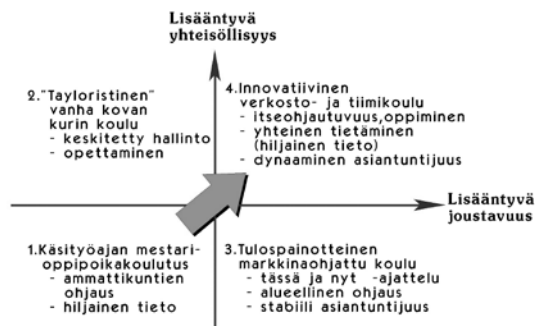 Lisääntyvä
yhteisöllisyys
2."Tayloristinen"
vanha kovan
kurin koulu
- keskitetty hallinto
- opettaminen
4.Innovatiivinen
verkosto- ja tiimikoulu
- itseohjautuvuus,oppiminen
- yhteinen tietäminen
(hiljainen tieto)
- dynaaminen asiantuntijuus
Lisääntyvä
joustavuus
1.Käsityöajan mestari-
oppipoikakoulutus
- ammattikuntien
ohjaus
- hiljainen tieto
3.Tulospainotteinen
markkinaohjattu koulu
- tässä ja nyt -ajattelu
- alueellinen ohjaus
- stabiili asiantuntijuus